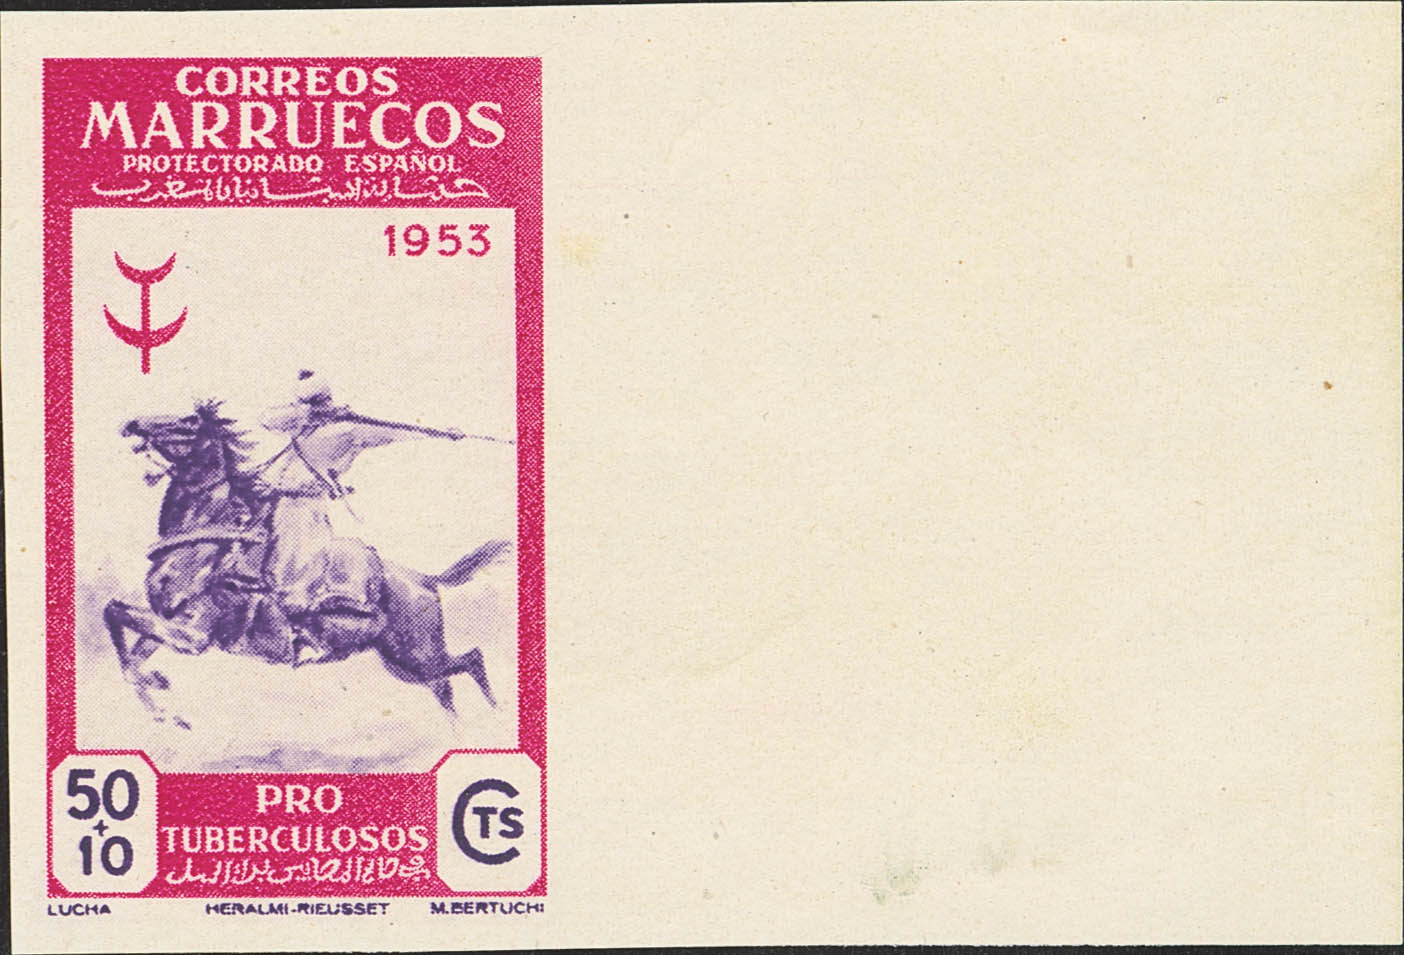 CORREOS
MARRUECOS
PROTECTORADO ESPAÑOL
1953
50
+
10
PRO
TUBERCULOSOS
CTS
LUCHA HERALMI-RIEUSSET M.BERTUCHI